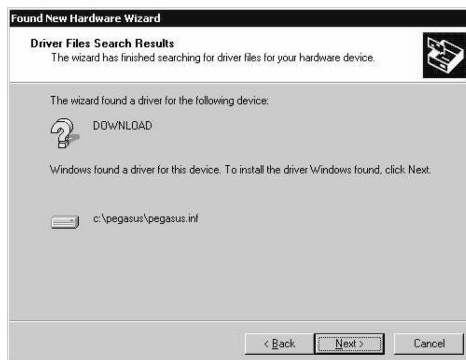 Found New Hardware Wizard
Driver Files Search Results
The wizard has finished searching for driver files for your hardware device.
The wizard found a driver for the following device:
DOWNLOAD
Windows found a driver for this device. To install the driver Windows found, click Next.
c:\pegasus\pegasus.inf
< Back Next > Cancel